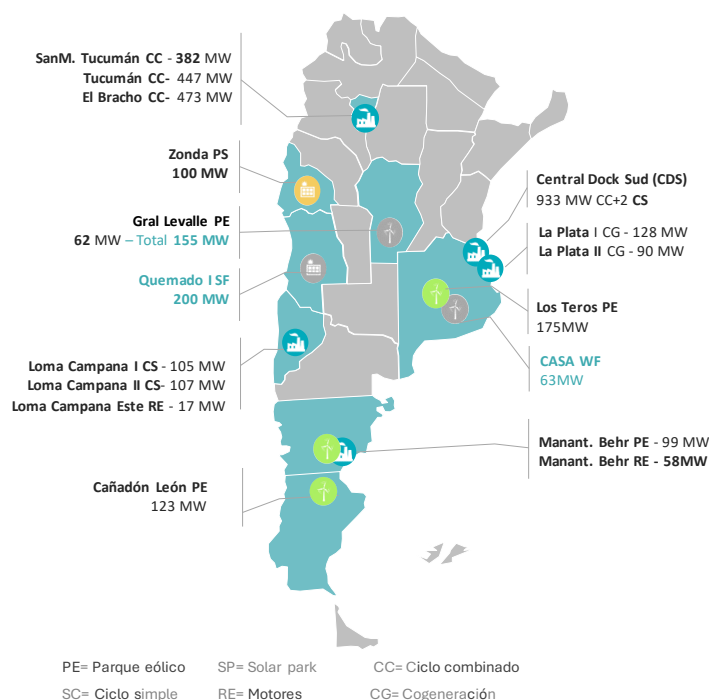 SanM. Tucumán CC - 382 MW
Tucumán CC- 447 MW
El Bracho CC- 473 MW
Zonda PS
100 MW
Gral Levalle PE
62 MW – Total 155 MW
Quemado I SF
200 MW
Loma Campana I CS - 105 MW
Loma Campana II CS- 107 MW
Loma Campana Este RE - 17 MW
Cañadón León PE
123 MW
Central Dock Sud (CDS)
933 MW CC+2 CS
La Plata I CG - 128 MW
La Plata II CG - 90 MW
Los Teros PE
175MW
CASA WF
63MW
Manant. Behr PE - 99 MW
Manant. Behr RE - 58MW
PE= Parque eólico SP= Solar park CC= Ciclo combinado
SC= Ciclo simple RE= Motores CG= Cogeneración